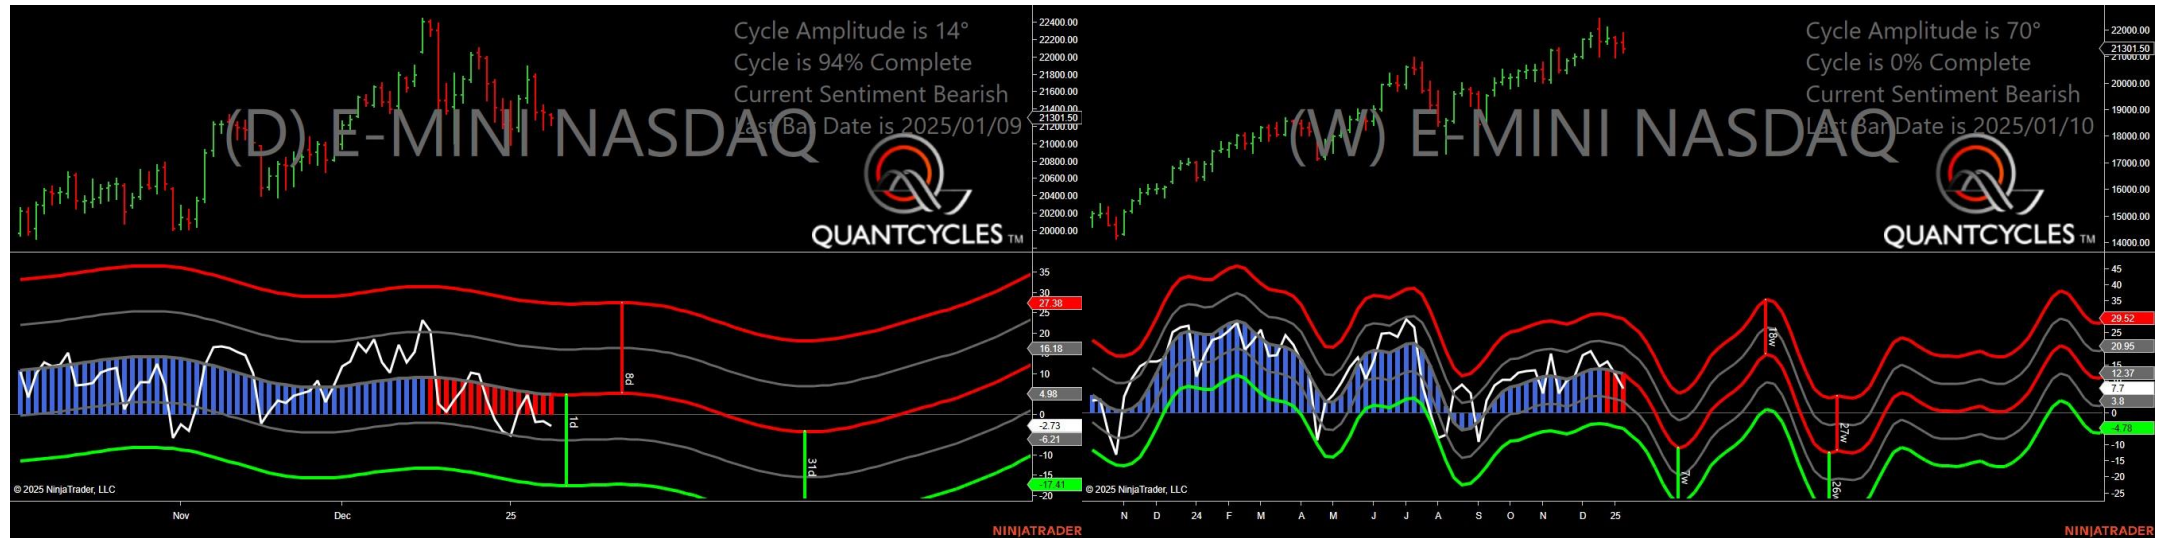 Cycle Amplitude is 14°
Cycle is 94% Complete
Current Sentiment Bearish
Last Bar Date is 2025/01/09
(D) E-MINI NASDAQ
QUANTCYCLES TM
22400.00
22200.00
22000.00
21800.00
21600.00
21400.00
21301.50
21200.00
21000.00
20800.00
20600.00
20400.00
20200.00
20000.00
35
30
27.38
25
20
16.18
10
4.98
0
-2.73
-6.21
-10
-15
-17.41
-20
8d
1d
31d
© 2025 NinjaTrader, LLC
Nov
Dec
25
NINJATRADER
Cycle Amplitude is 70°
Cycle is 0% Complete
Current Sentiment Bearish
Last Bar Date is 2025/01/10
(W) E-MINI NASDAQ
QUANTCYCLES TM
22000.00
21301.50
21000.00
20000.00
19000.00
18000.00
17000.00
16000.00
15000.00
14000.00
45
40
35
29.52
25
20.95
15
12.37
7.7
3.8
0
-4.78
-10
-15
-20
-25
18w
7w
27w
26w
© 2025 NinjaTrader, LLC
N D 24 F M A M J J A S O N D 25
NINJATRADER